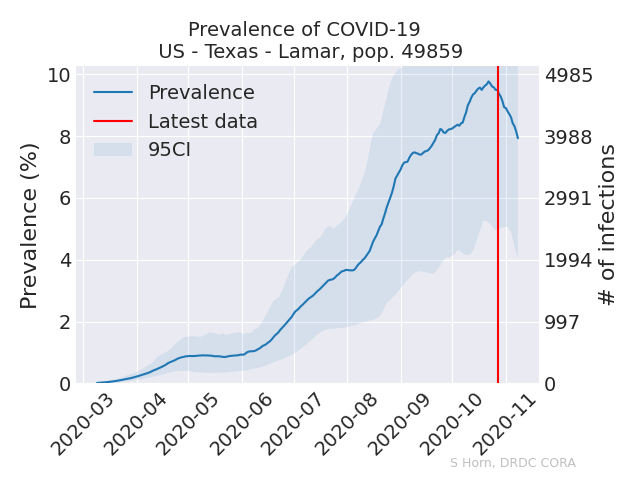 Prevalence of COVID-19
US - Texas - Lamar, pop. 49859
Prevalence
Latest data
95CI
Prevalence (%)
10
8
6
4
2
0
4985
3988
2991
1994
997
0
# of infections
2020-03
2020-04
2020-05
2020-06
2020-07
2020-08
2020-09
2020-10
2020-11
S Horn, DRDC CORA